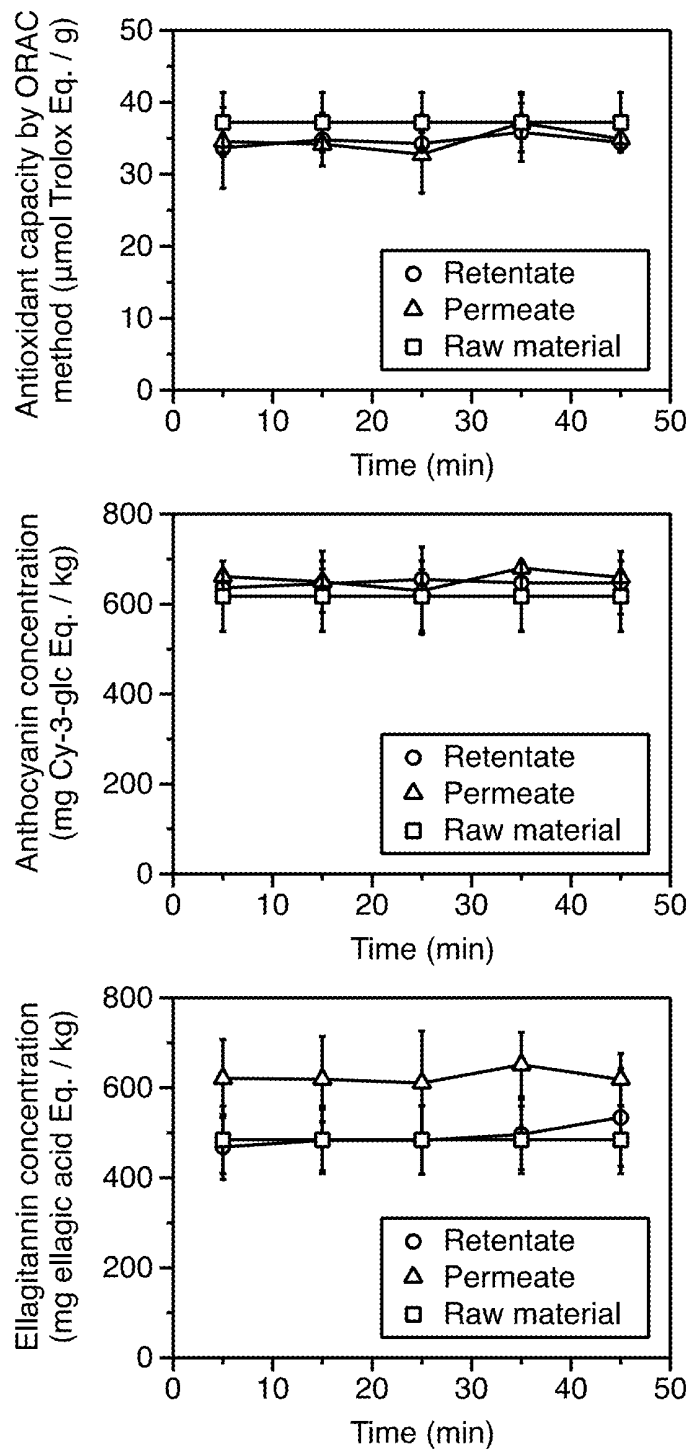 Antioxidant capacity by ORAC
method (µmol Trolox Eq. / g)
50
40
30
20
10
0
Retentate
Permeate
Raw material
0 10 20 30 40 50
Time (min)
Anthocyanin concentration
(mg Cy-3-glc Eq. / kg)
800
600
400
200
0
Retentate
Permeate
Raw material
0 10 20 30 40 50
Time (min)
Ellagitannin concentration
(mg ellagic acid Eq. / kg)
800
600
400
200
0
Retentate
Permeate
Raw material
0 10 20 30 40 50
Time (min)